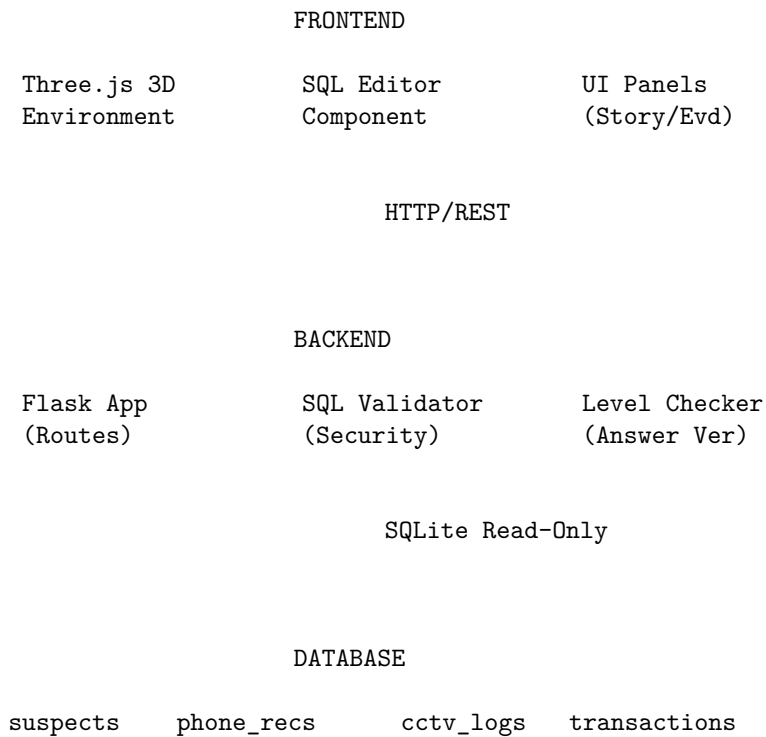 FRONTEND
Three.js 3D SQL Editor UI Panels
Environment Component (Story/Evd)
HTTP/REST
BACKEND
Flask App SQL Validator Level Checker
(Routes) (Security) (Answer Ver)
SQLite Read-Only
DATABASE
suspects phone_recs cctv_logs transactions